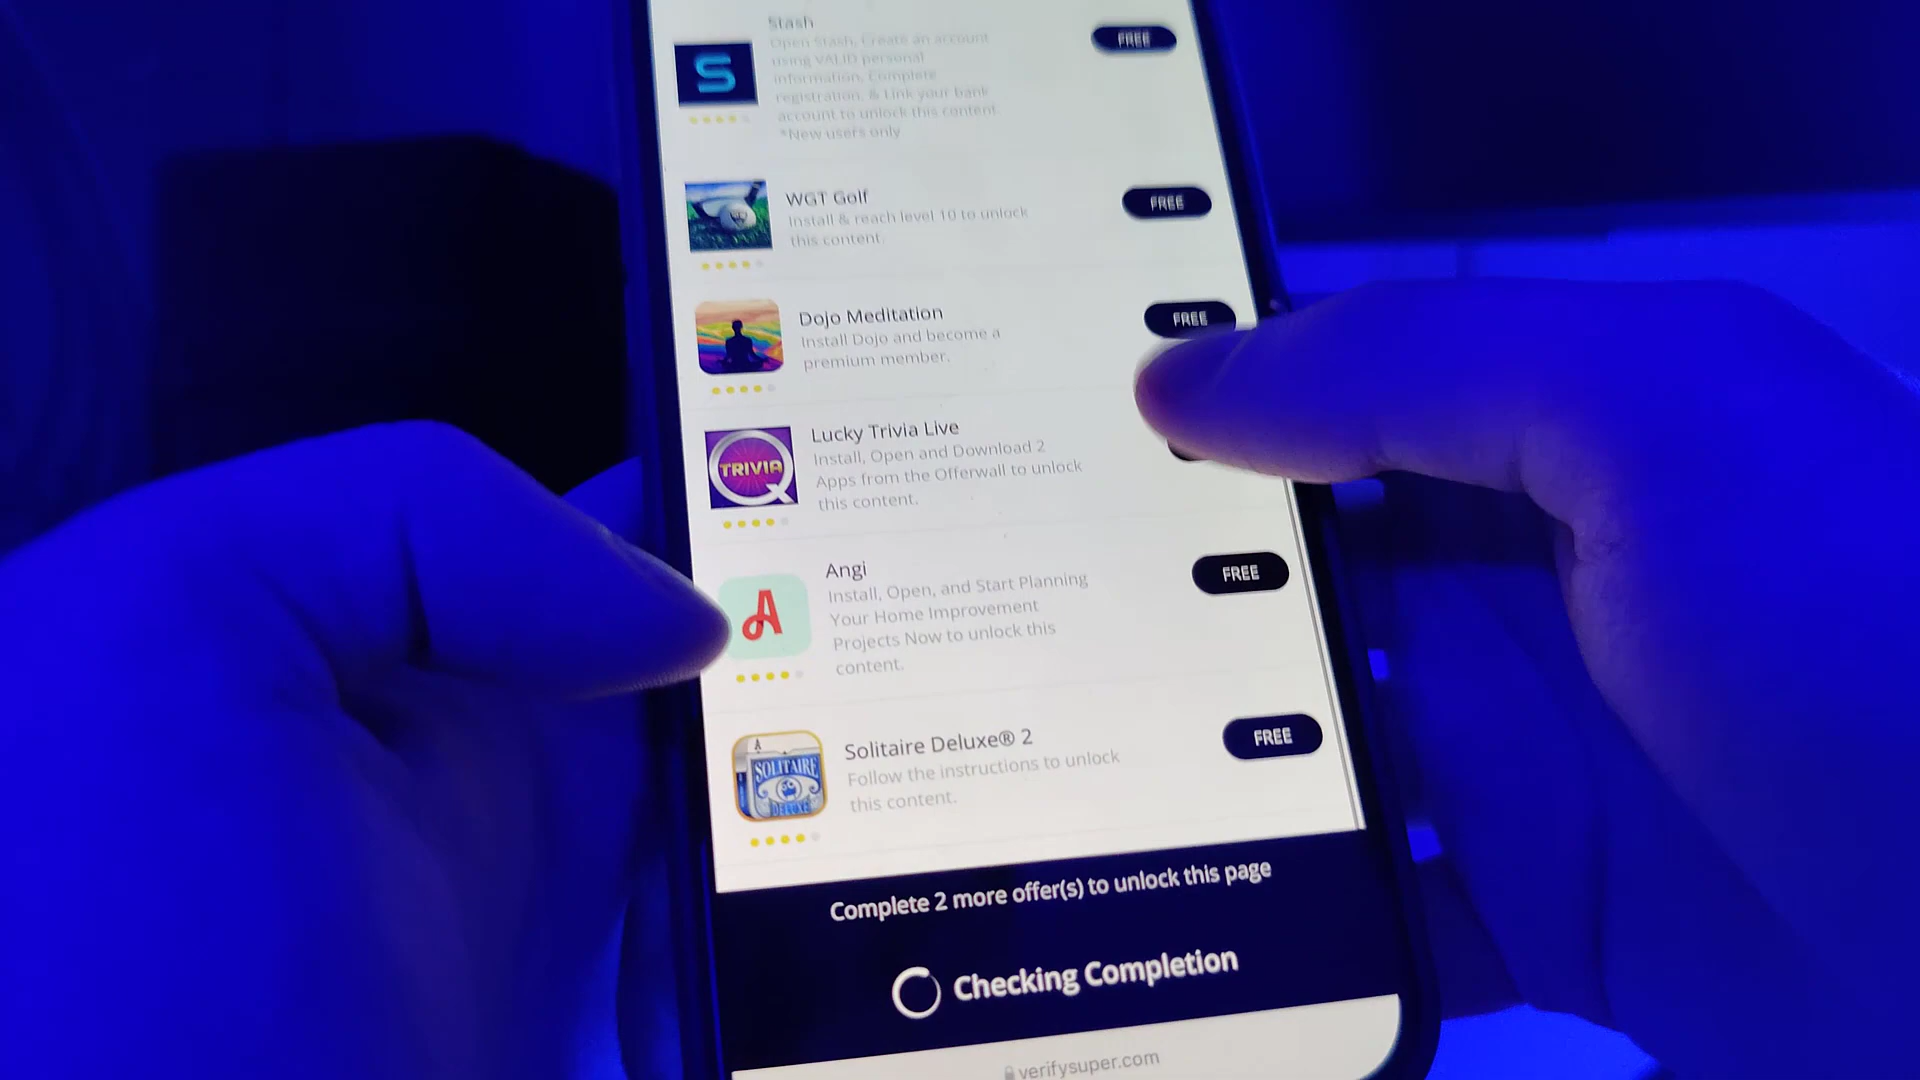 Stash
Open Stash, Create an account
using VALID personal
information, Complete
registration, & Link your bank
account to unlock this content.
*New users only
FREE
S
WGT Golf
Install & reach level 10 to unlock
this content.
FREE
Dojo Meditation
Install Dojo and become a
premium member.
FREE
TRIVIA
Lucky Trivia Live
Install, Open and Download 2
Apps from the Offerwall to unlock
this content.
A
Angi
Install, Open, and Start Planning
Your Home Improvement
Projects Now to unlock this
content.
FREE
A
SOLITAIRE
DELUXE
Solitaire Deluxe® 2
Follow the instructions to unlock
this content.
FREE
Complete 2 more offer(s) to unlock this page
Checking Completion
verifysuper.com